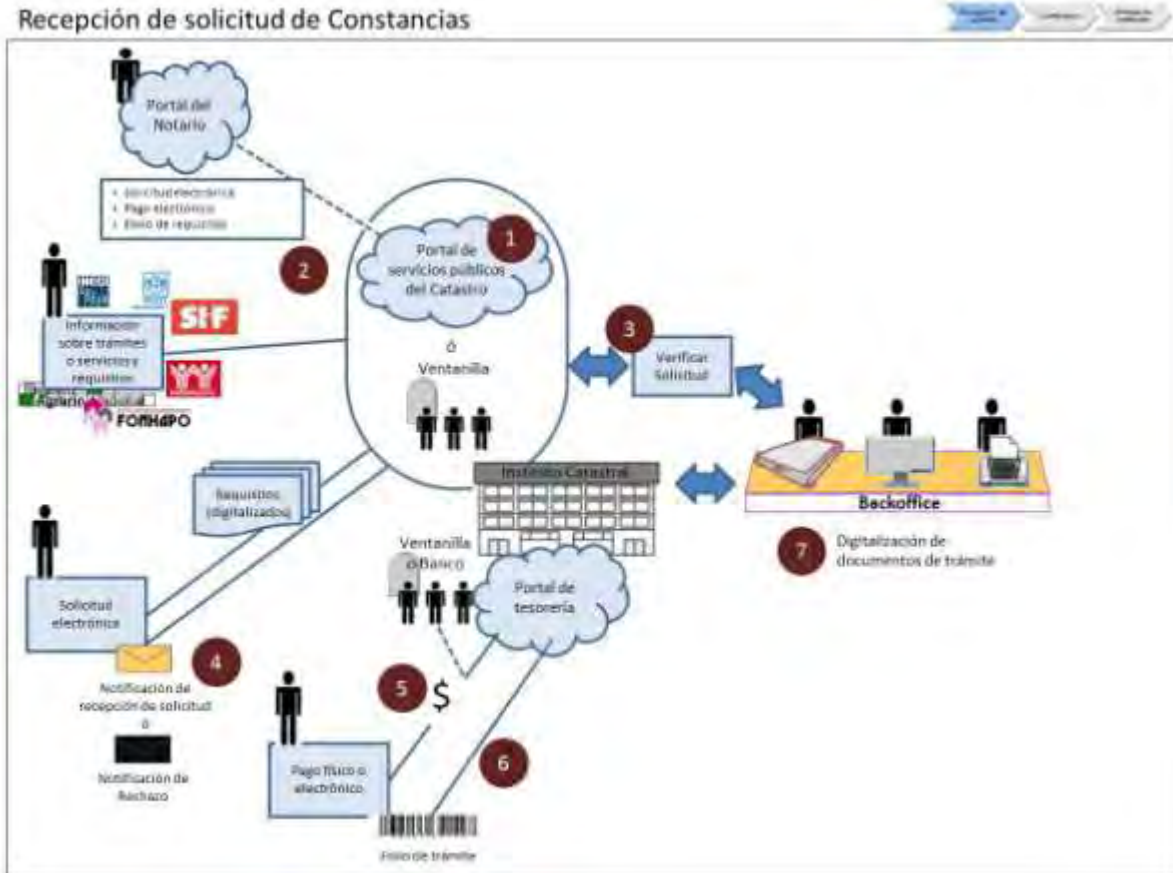 Recepción de solicitud de Constancias
Portal del
Notario
Solicitud electrónica
Pago electrónico
Envío de requisitos
1
Portal de
servicios públicos
del Catastro
2
Información
sobre trámites
o servicios y
requisitos
FONHAPO
ó
Ventanilla
3
Verificar
Solicitud
Requisitos
(digitalizados)
Instituto Catastral
Backoffice
7
Digitalización de
documentos de trámite
Ventanilla
o Banco
Portal de
tesorería
Solicitud
electrónica
4
Notificación de
recepción de solicitud
ó
Notificación de
Rechazo
5
$
Pago físico o
electrónico
6
Folio de trámite